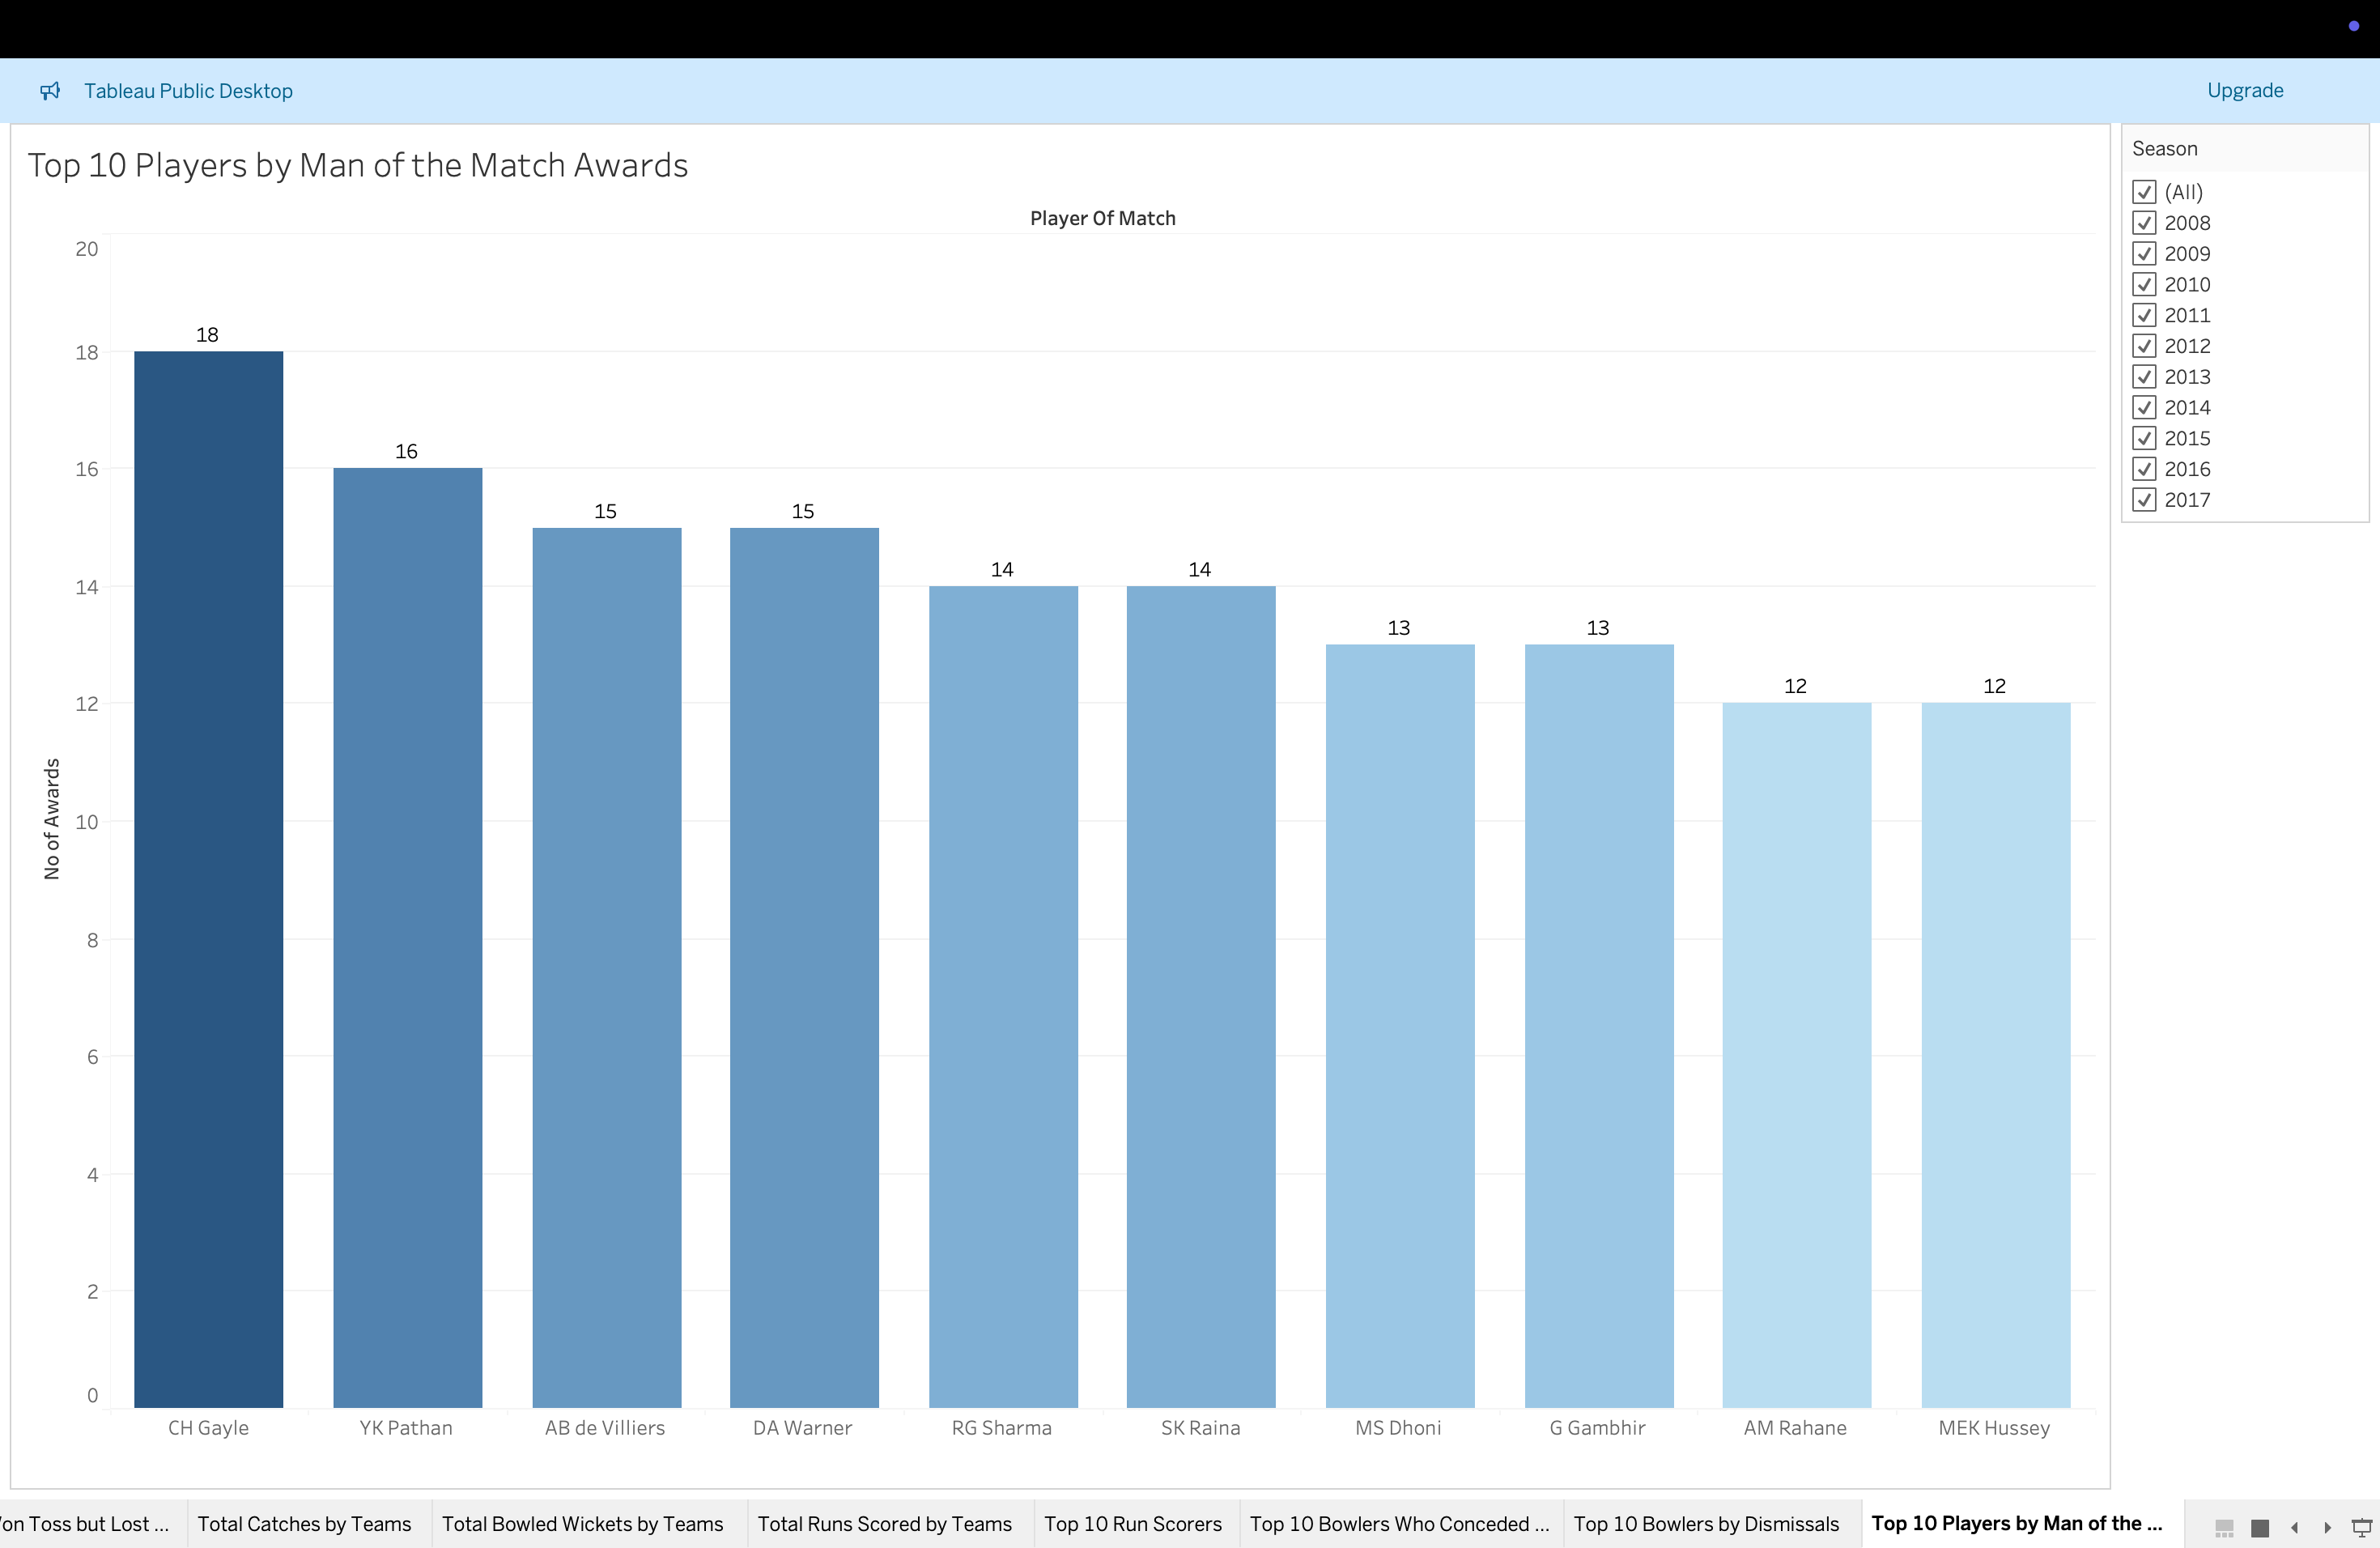 Tableau Public Desktop
Upgrade
Top 10 Players by Man of the Match Awards
Player Of Match
20
18
16
14
12
10
8
6
4
2
0
No of Awards
18
16
15
15
14
14
13
13
12
12
CH Gayle
YK Pathan
AB de Villiers
DA Warner
RG Sharma
SK Raina
MS Dhoni
G Gambhir
AM Rahane
MEK Hussey
Season
(All)
2008
2009
2010
2011
2012
2013
2014
2015
2016
2017
on Toss but Lost ...
Total Catches by Teams
Total Bowled Wickets by Teams
Total Runs Scored by Teams
Top 10 Run Scorers
Top 10 Bowlers Who Conceded ...
Top 10 Bowlers by Dismissals
Top 10 Players by Man of the ...